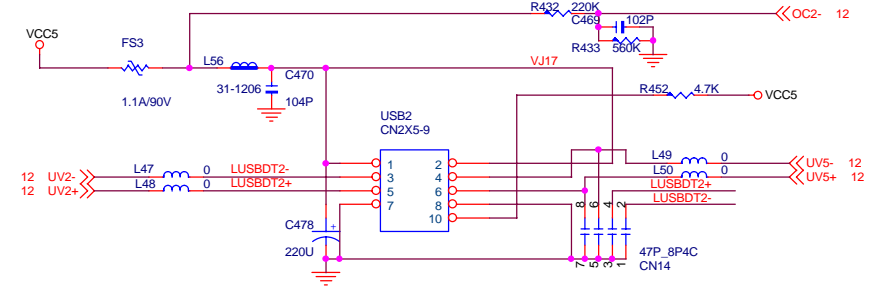 R432 220K
C469 102P
OC2- 12
R433 560K
VCC5
FS3
L56
C470
VJ17
31-1206
104P
1.1A/90V
R452 4.7K
VCC5
USB2
CN2X5-9
1 2
3 4
5 6
7 8
10
12 UV2- L47 0 LUSBDT2-
12 UV2+ L48 0 LUSBDT2+
L49 0 UV5- 12
L50 0 UV5+ 12
LUSBDT2+
LUSBDT2-
8 6 4 2
C478
+
220U
7 5 3 1
47P_8P4C
CN14